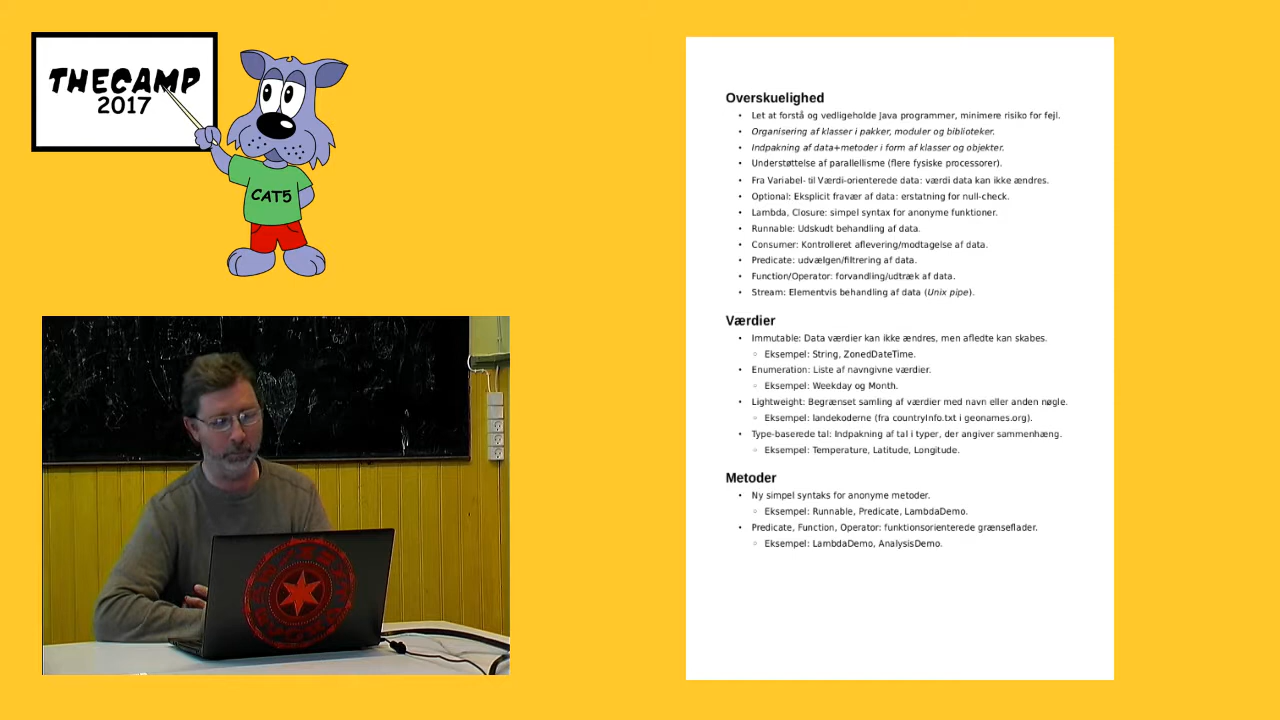 THECAMP
2017
CAT5
Overskuelighed
• Let at forstå og vedligeholde Java programmer, minimere risiko for fejl.
• Organisering af klasser i pakker, moduler og biblioteker.
• Indpakning af data+metoder i form af klasser og objekter.
• Understøttelse af parallellisme (flere fysiske processorer).
• Fra Variabel- til Værdi-orienterede data: værdi data kan ikke ændres.
• Optional: Eksplicit fravær af data: erstatning for null-check.
• Lambda, Closure: simpel syntax for anonyme funktioner.
• Runnable: Udskudt behandling af data.
• Consumer: Kontrolleret aflevering/modtagelse af data.
• Predicate: udvælgen/filtrering af data.
• Function/Operator: forvandling/udtræk af data.
• Stream: Elementvis behandling af data (Unix pipe).
Værdier
• Immutable: Data værdier kan ikke ændres, men afledte kan skabes.
◦ Eksempel: String, ZonedDateTime.
• Enumeration: Liste af navngivne værdier.
◦ Eksempel: Weekday og Month.
• Lightweight: Begrænset samling af værdier med navn eller anden nøgle.
◦ Eksempel: landekoderne (fra countryInfo.txt i geonames.org).
• Type-baserede tal: Indpakning af tal i typer, der angiver sammenhæng.
◦ Eksempel: Temperature, Latitude, Longitude.
Metoder
• Ny simpel syntaks for anonyme metoder.
◦ Eksempel: Runnable, Predicate, LambdaDemo.
• Predicate, Function, Operator: funktionsorienterede grænseflader.
◦ Eksempel: LambdaDemo, AnalysisDemo.